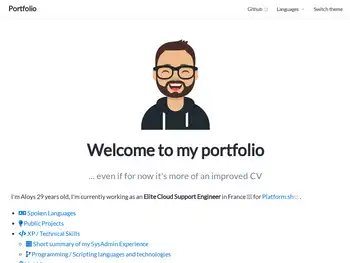 Portfolio
Github Languages Switch theme
Welcome to my portfolio
... even if for now it's more of an improved CV
I'm Aloys 29 years old, I'm currently working as an Elite Cloud Support Engineer in France for Platform.sh .
Spoken Languages
Public Projects
XP / Technical Skills
Short summary of my SysAdmin Experience
Programming / Scripting languages and technologies